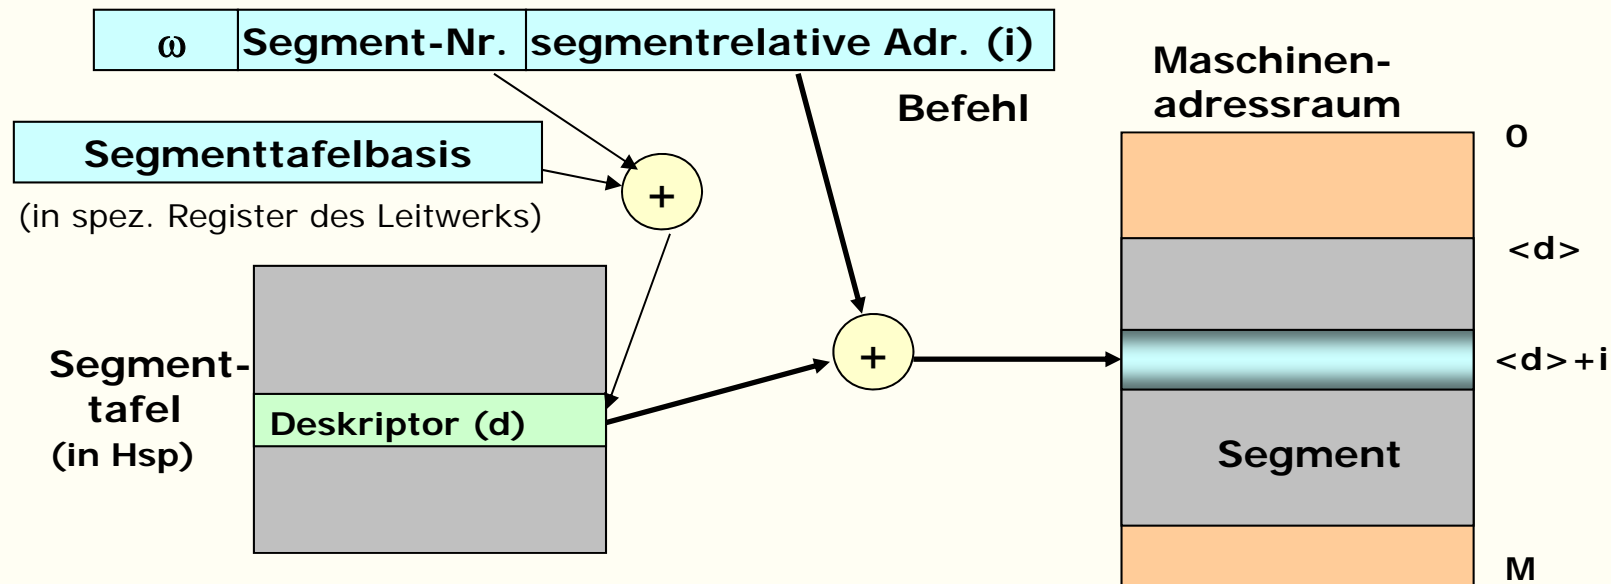 ω Segment-Nr. segmentrelative Adr. (i)
Befehl
Segmenttafelbasis
+
(in spez. Register des Leitwerks)
Segment-
tafel
(in Hsp)
Deskriptor (d)
+
Maschinen-
adressraum
0
<d>
<d>+i
Segment
M